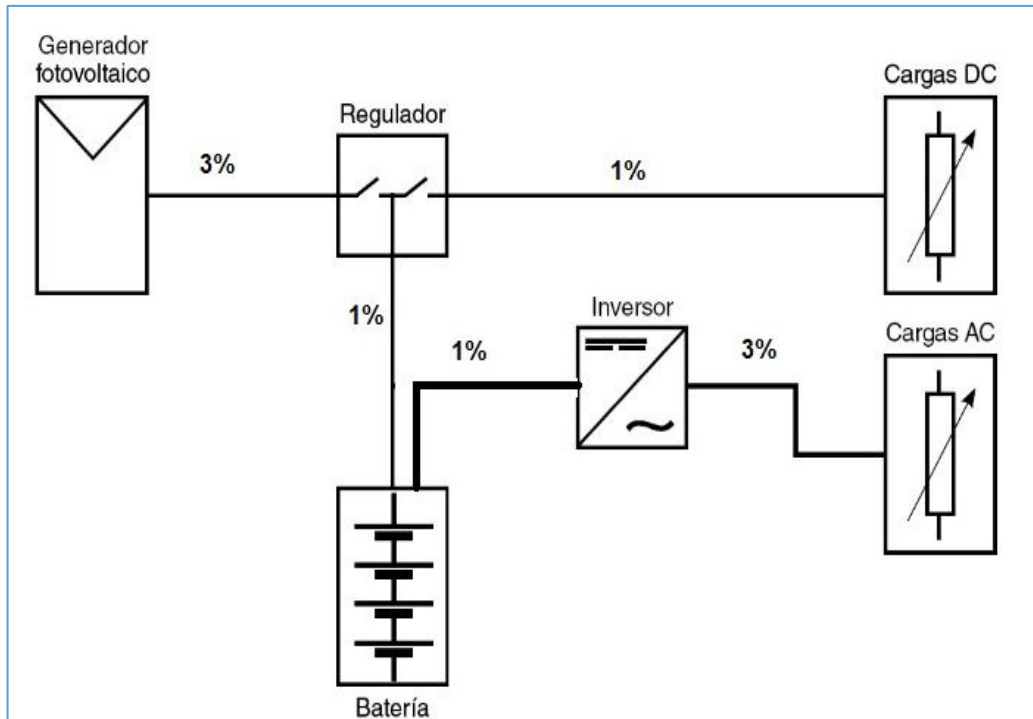 Generador
fotovoltaico
Regulador
Cargas DC
3%
1%
1%
Inversor
1%
3%
Cargas AC
Batería